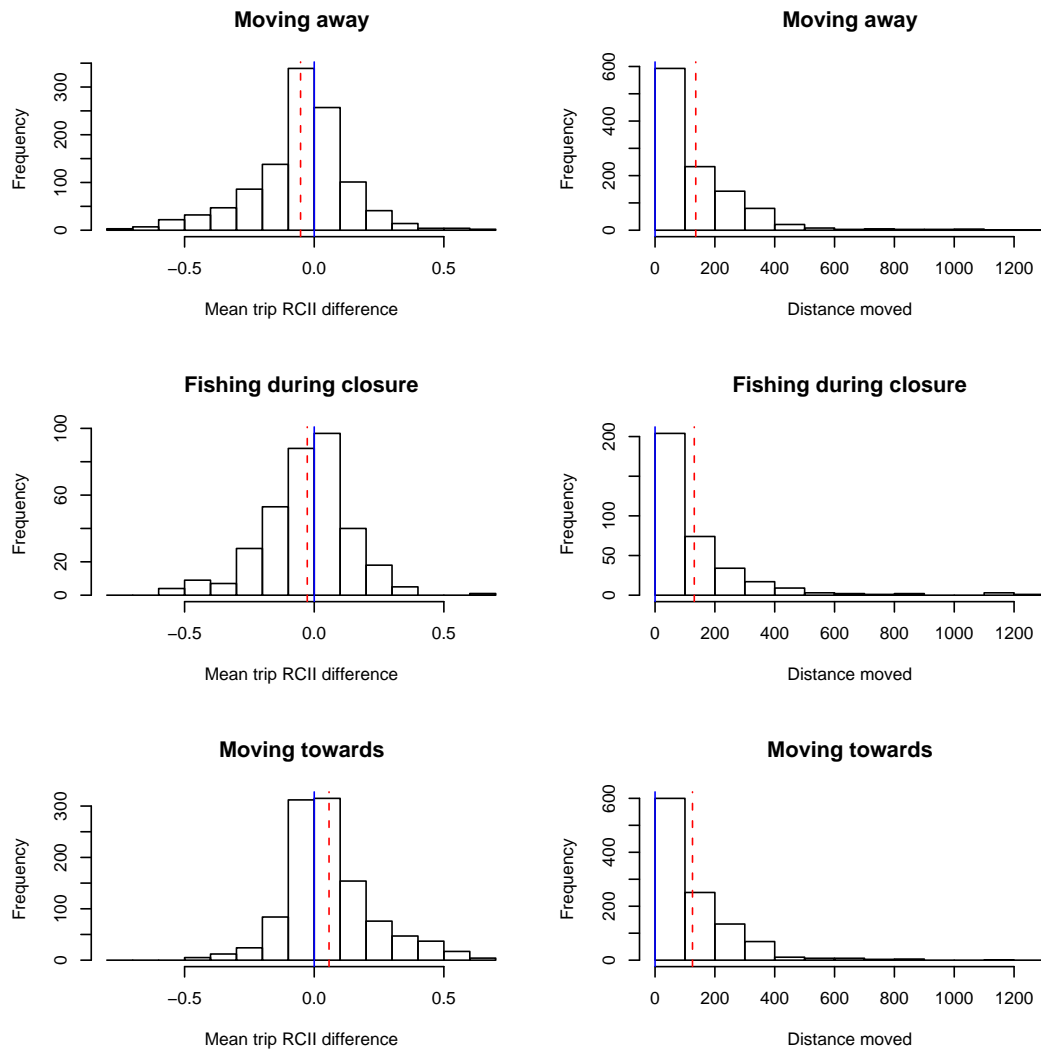 Moving away
Frequency
0 100 200 300
−0.5 0.0 0.5
Mean trip RCII difference
Moving away
Frequency
0 200 400 600
0 200 400 600 800 1000 1200
Distance moved
Fishing during closure
Frequency
0 20 60 100
−0.5 0.0 0.5
Mean trip RCII difference
Fishing during closure
Frequency
0 50 100 200
0 200 400 600 800 1000 1200
Distance moved
Moving towards
Frequency
0 100 200 300
−0.5 0.0 0.5
Mean trip RCII difference
Moving towards
Frequency
0 200 400 600
0 200 400 600 800 1000 1200
Distance moved